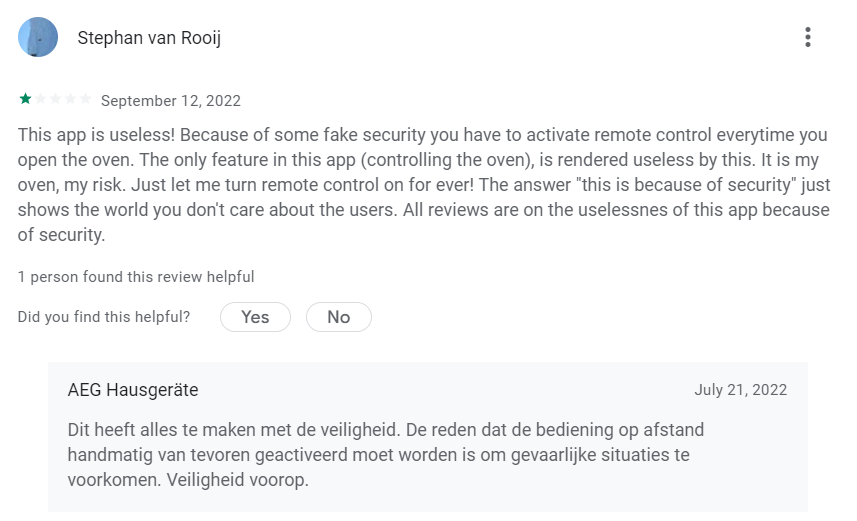 Stephan van Rooij
September 12, 2022
This app is useless! Because of some fake security you have to activate remote control everytime you
open the oven. The only feature in this app (controlling the oven), is rendered useless by this. It is my
oven, my risk. Just let me turn remote control on for ever! The answer "this is because of security" just
shows the world you don't care about the users. All reviews are on the uselessnes of this app because
of security.
1 person found this review helpful
Did you find this helpful? Yes No
AEG Hausgeräte July 21, 2022
Dit heeft alles te maken met de veiligheid. De reden dat de bediening op afstand
handmatig van tevoren geactiveerd moet worden is om gevaarlijke situaties te
voorkomen. Veiligheid voorop.